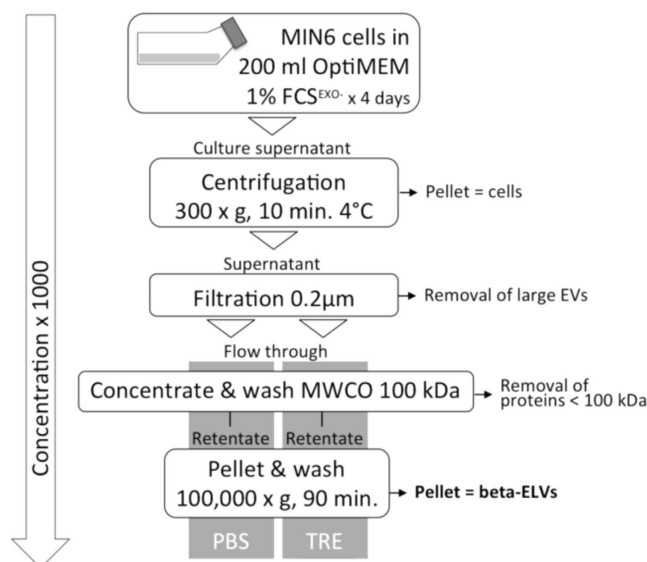 MIN6 cells in
200 ml OptiMEM
1% FCSEXO- x 4 days
Culture supernatant
Centrifugation
300 x g, 10 min. 4°C
Pellet = cells
Supernatant
Filtration 0.2µm
Removal of large EVs
Flow through
Concentrate & wash MWCO 100 kDa
Removal of
proteins < 100 kDa
Retentate Retentate
Pellet & wash
100,000 x g, 90 min.
Pellet = beta-ELVs
PBS TRE
Concentration x 1000